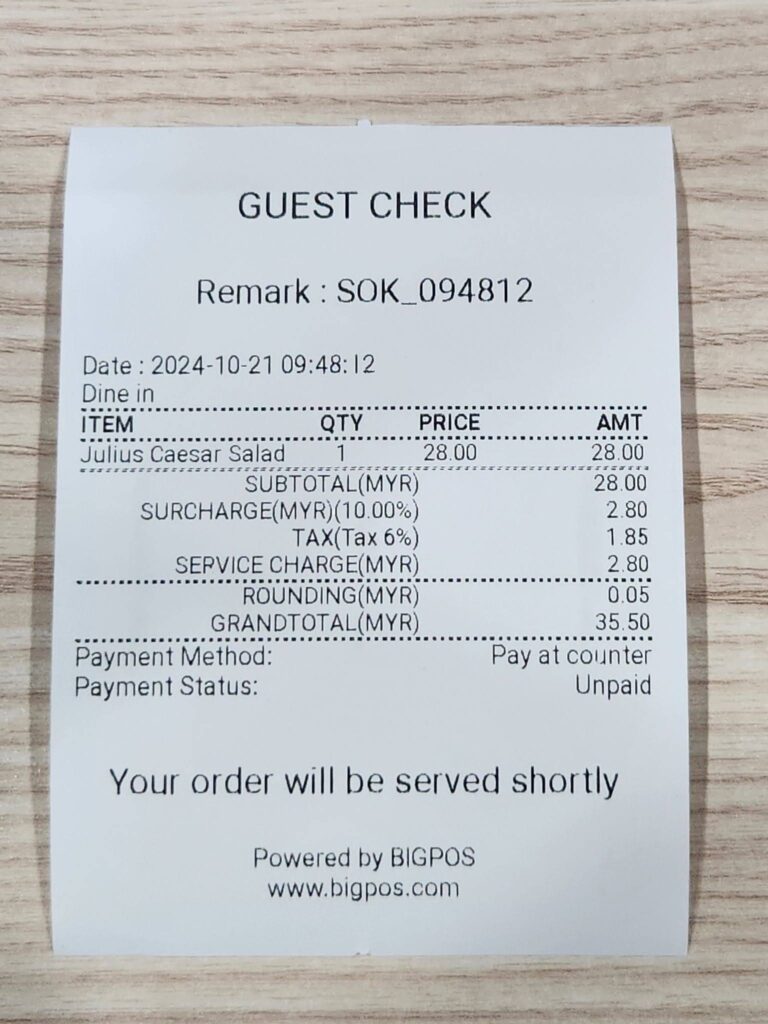 GUEST CHECK
Remark : SOK_094812
Date : 2024-10-21 09:48:12
Dine in
ITEM QTY PRICE AMT
Julius Caesar Salad 1 28.00 28.00
SUBTOTAL(MYR) 28.00
SURCHARGE(MYR)(10.00%) 2.80
TAX(Tax 6%) 1.85
SERVICE CHARGE(MYR) 2.80
ROUNDING(MYR) 0.05
GRANDTOTAL(MYR) 35.50
Payment Method: Pay at counter
Payment Status: Unpaid
Your order will be served shortly
Powered by BIGPOS
www.bigpos.com